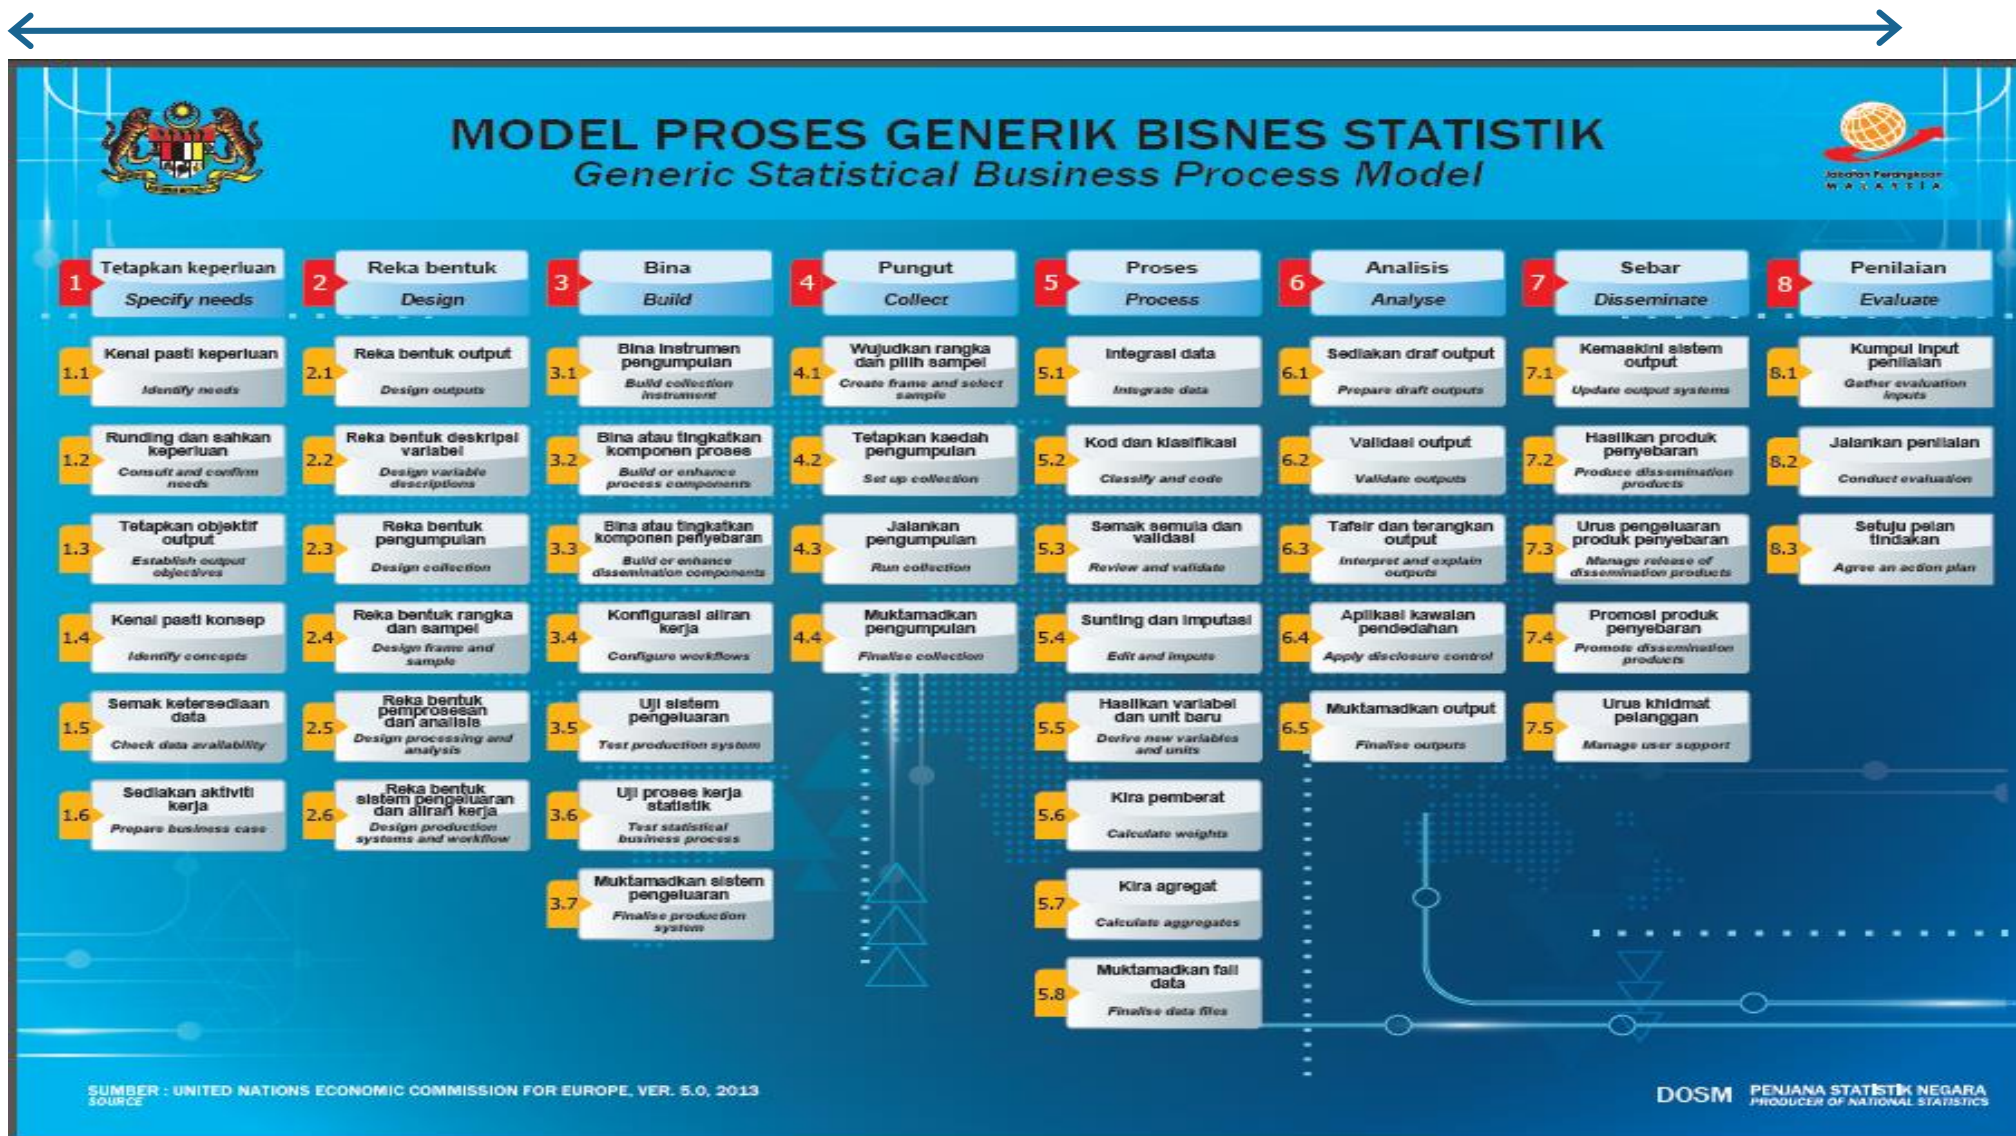 MODEL PROSES GENERIK BISNES STATISTIK
Generic Statistical Business Process Model
Jabatan Perangkaan
MALAYSIA
1
Tetapkan keperluan
Specify needs
1.1
Kenal pasti keperluan
Identify needs
1.2
Runding dan sahkan
keperluan
Consult and confirm
needs
1.3
Tetapkan objektif
output
Establish output
objectives
1.4
Kenal pasti konsep
Identify concepts
1.5
Semak ketersediaan
data
Check data availability
1.6
Sediakan aktiviti
kerja
Prepare business case
2
Reka bentuk
Design
2.1
Reka bentuk output
Design outputs
2.2
Reka bentuk deskripsi
variabel
Design variable
descriptions
2.3
Reka bentuk
pengumpulan
Design collection
2.4
Reka bentuk rangka
dan sampel
Design frame and
sample
2.5
Reka bentuk
pemprosesan
dan analisis
Design processing and
analysis
2.6
Reka bentuk
sistem pengeluaran
dan aliran kerja
Design production
systems and workflow
3
Bina
Build
3.1
Bina instrumen
pengumpulan
Build collection
instrument
3.2
Bina atau tingkatkan
komponen proses
Build or enhance
process components
3.3
Bina atau tingkatkan
komponen penyebaran
Build or enhance
dissemination components
3.4
Konfigurasi aliran
kerja
Configure workflows
3.5
Uji sistem
pengeluaran
Test production system
3.6
Uji proses kerja
statistik
Test statistical
business process
3.7
Muktamadkan sistem
pengeluaran
Finalise production
system
4
Pungut
Collect
4.1
Wujudkan rangka
dan pilih sampel
Create frame and select
sample
4.2
Tetapkan kaedah
pengumpulan
Set up collection
4.3
Jalankan
pengumpulan
Run collection
4.4
Muktamadkan
pengumpulan
Finalise collection
5
Proses
Process
5.1
Integrasi data
Integrate data
5.2
Kod dan klasifikasi
Classify and code
5.3
Semak semula dan
validasi
Review and validate
5.4
Sunting dan imputasi
Edit and impute
5.5
Hasilkan variabel
dan unit baru
Derive new variables
and units
5.6
Kira pemberat
Calculate weights
5.7
Kira agregat
Calculate aggregates
5.8
Muktamadkan fail
data
Finalise data files
6
Analisis
Analyse
6.1
Sediakan draf output
Prepare draft outputs
6.2
Validasi output
Validate outputs
6.3
Tafsir dan terangkan
output
Interpret and explain
outputs
6.4
Aplikasi kawalan
pendedahan
Apply disclosure control
6.5
Muktamadkan output
Finalise outputs
7
Sebar
Disseminate
7.1
Kemaskini sistem
output
Update output systems
7.2
Hasilkan produk
penyebaran
Produce dissemination
products
7.3
Urus pengeluaran
produk penyebaran
Manage release of
dissemination products
7.4
Promosi produk
penyebaran
Promote dissemination
products
7.5
Urus khidmat
pelanggan
Manage user support
8
Penilaian
Evaluate
8.1
Kumpul input
penilaian
Gather evaluation
inputs
8.2
Jalankan penilaian
Conduct evaluation
8.3
Setuju pelan
tindakan
Agree an action plan
SUMBER : UNITED NATIONS ECONOMIC COMMISSION FOR EUROPE, VER. 5.0, 2013
SOURCE
DOSM PENJANA STATISTIK NEGARA
PRODUCER OF NATIONAL STATISTICS